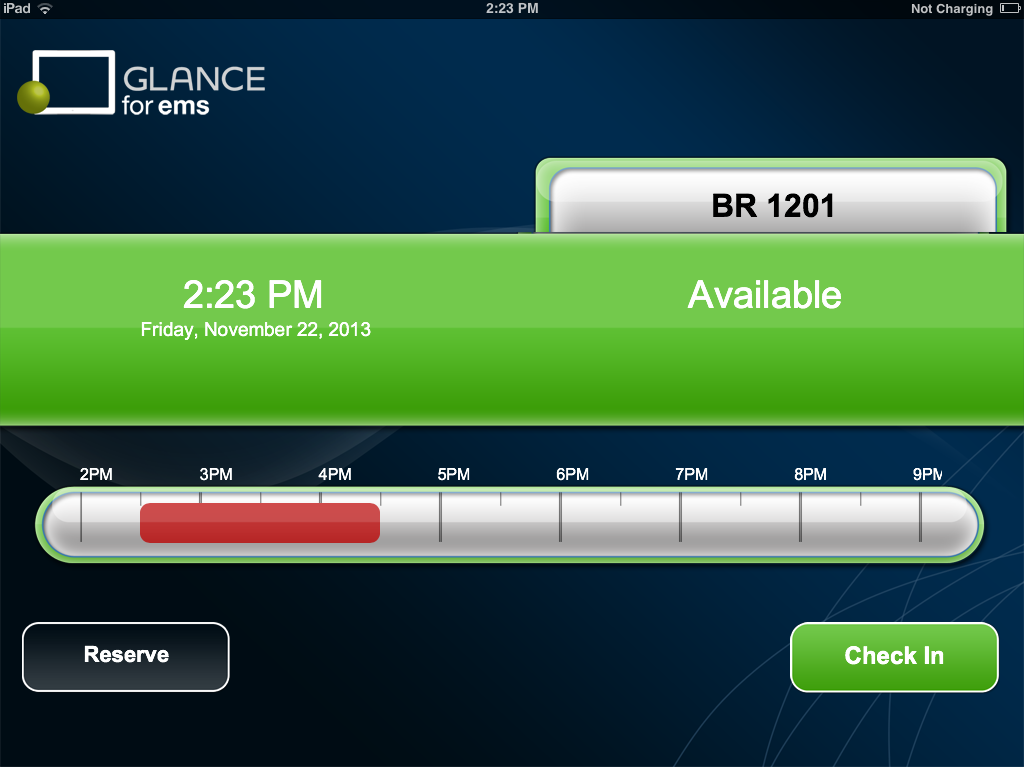 iPad 2:23 PM Not Charging
GLANCE
for ems
BR 1201
2:23 PM Available
Friday, November 22, 2013
2PM 3PM 4PM 5PM 6PM 7PM 8PM 9PM
Reserve Check In